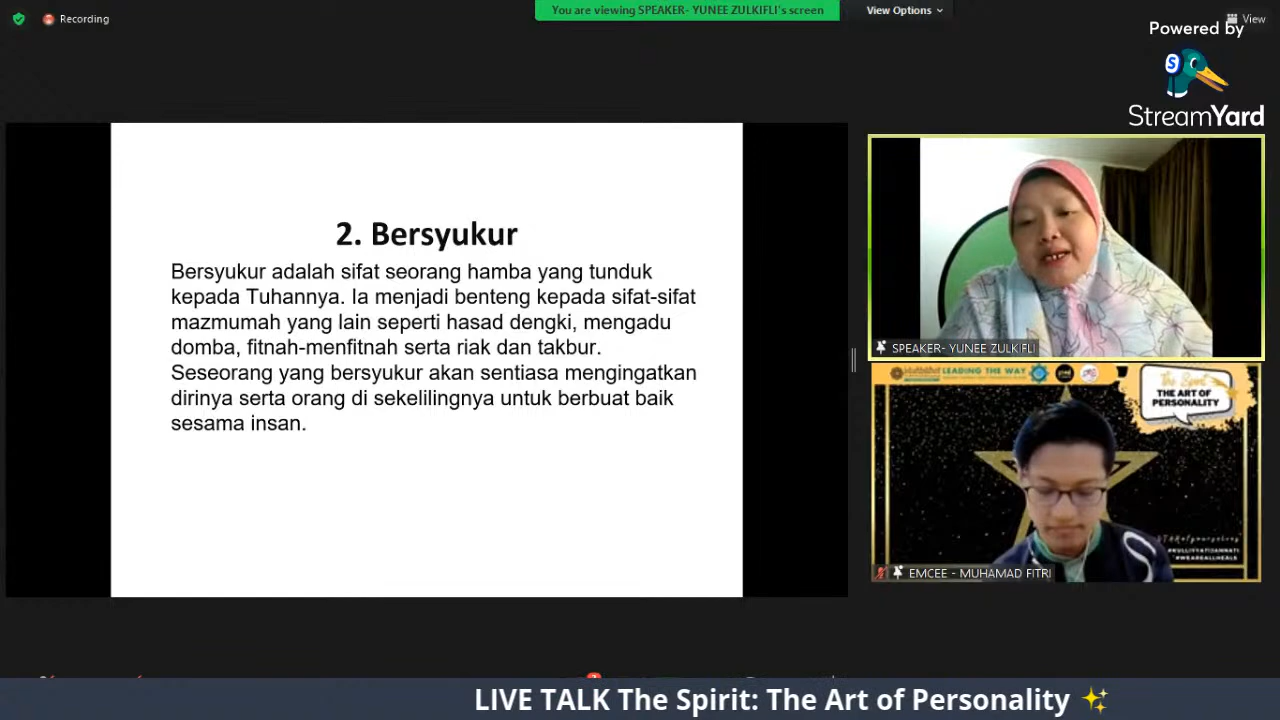 Recording
You are viewing SPEAKER- YUNEE ZULKIFLI's screen
View Options
View
Powered by
StreamYard
2. Bersyukur
Bersyukur adalah sifat seorang hamba yang tunduk
kepada Tuhannya. Ia menjadi benteng kepada sifat-sifat
mazmumah yang lain seperti hasad dengki, mengadu
domba, fitnah-menfitnah serta riak dan takbur.
Seseorang yang bersyukur akan sentiasa mengingatkan
dirinya serta orang di sekelilingnya untuk berbuat baik
sesama insan.
SPEAKER- YUNEE ZULKIFLI
LEADING THE WAY
The Spirit
THE ART OF
PERSONALITY
#KULLIYYATIJANNATI
#WEAREALLHEALS
EMCEE - MUHAMAD FITRI
LIVE TALK The Spirit: The Art of Personality ✨